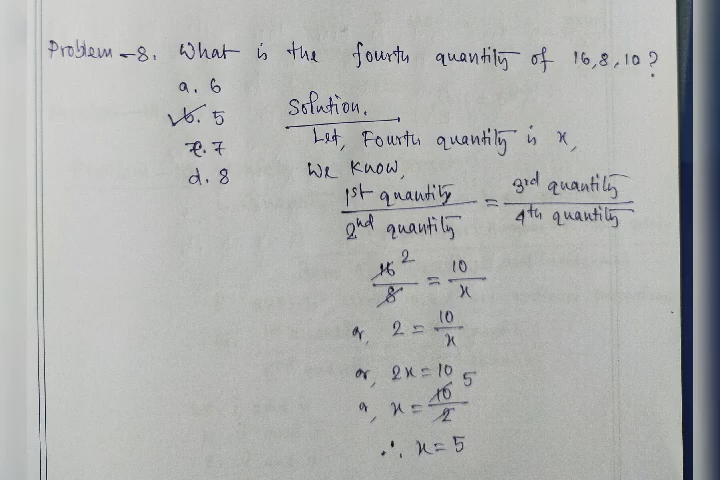 Problem-8. What is the fourth quantity of 16,8,10?
a. 6
b. 5
c. 7
d. 8
Solution.
Let, Fourth quantity is x,
We know,
1st quantity / 2nd quantity = 3rd quantity / 4th quantity
16 2 / 8 = 10 / x
or, 2 = 10 / x
or, 2x = 10
or, x = 10 5 / 2
∴ x = 5